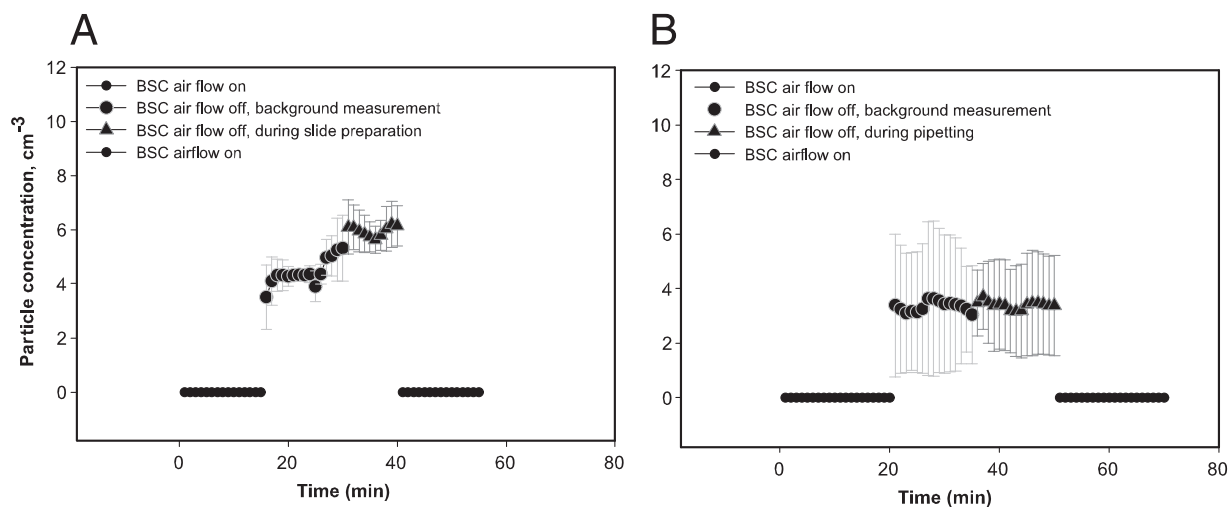 A
12
10
8
6
4
2
0
Particle concentration, cm-3
BSC air flow on
BSC air flow off, background measurement
BSC air flow off, during slide preparation
BSC airflow on
0 20 40 60 80
Time (min)
B
12
10
8
6
4
2
0
BSC air flow on
BSC air flow off, background measurement
BSC air flow off, during pipetting
BSC airflow on
0 20 40 60 80
Time (min)